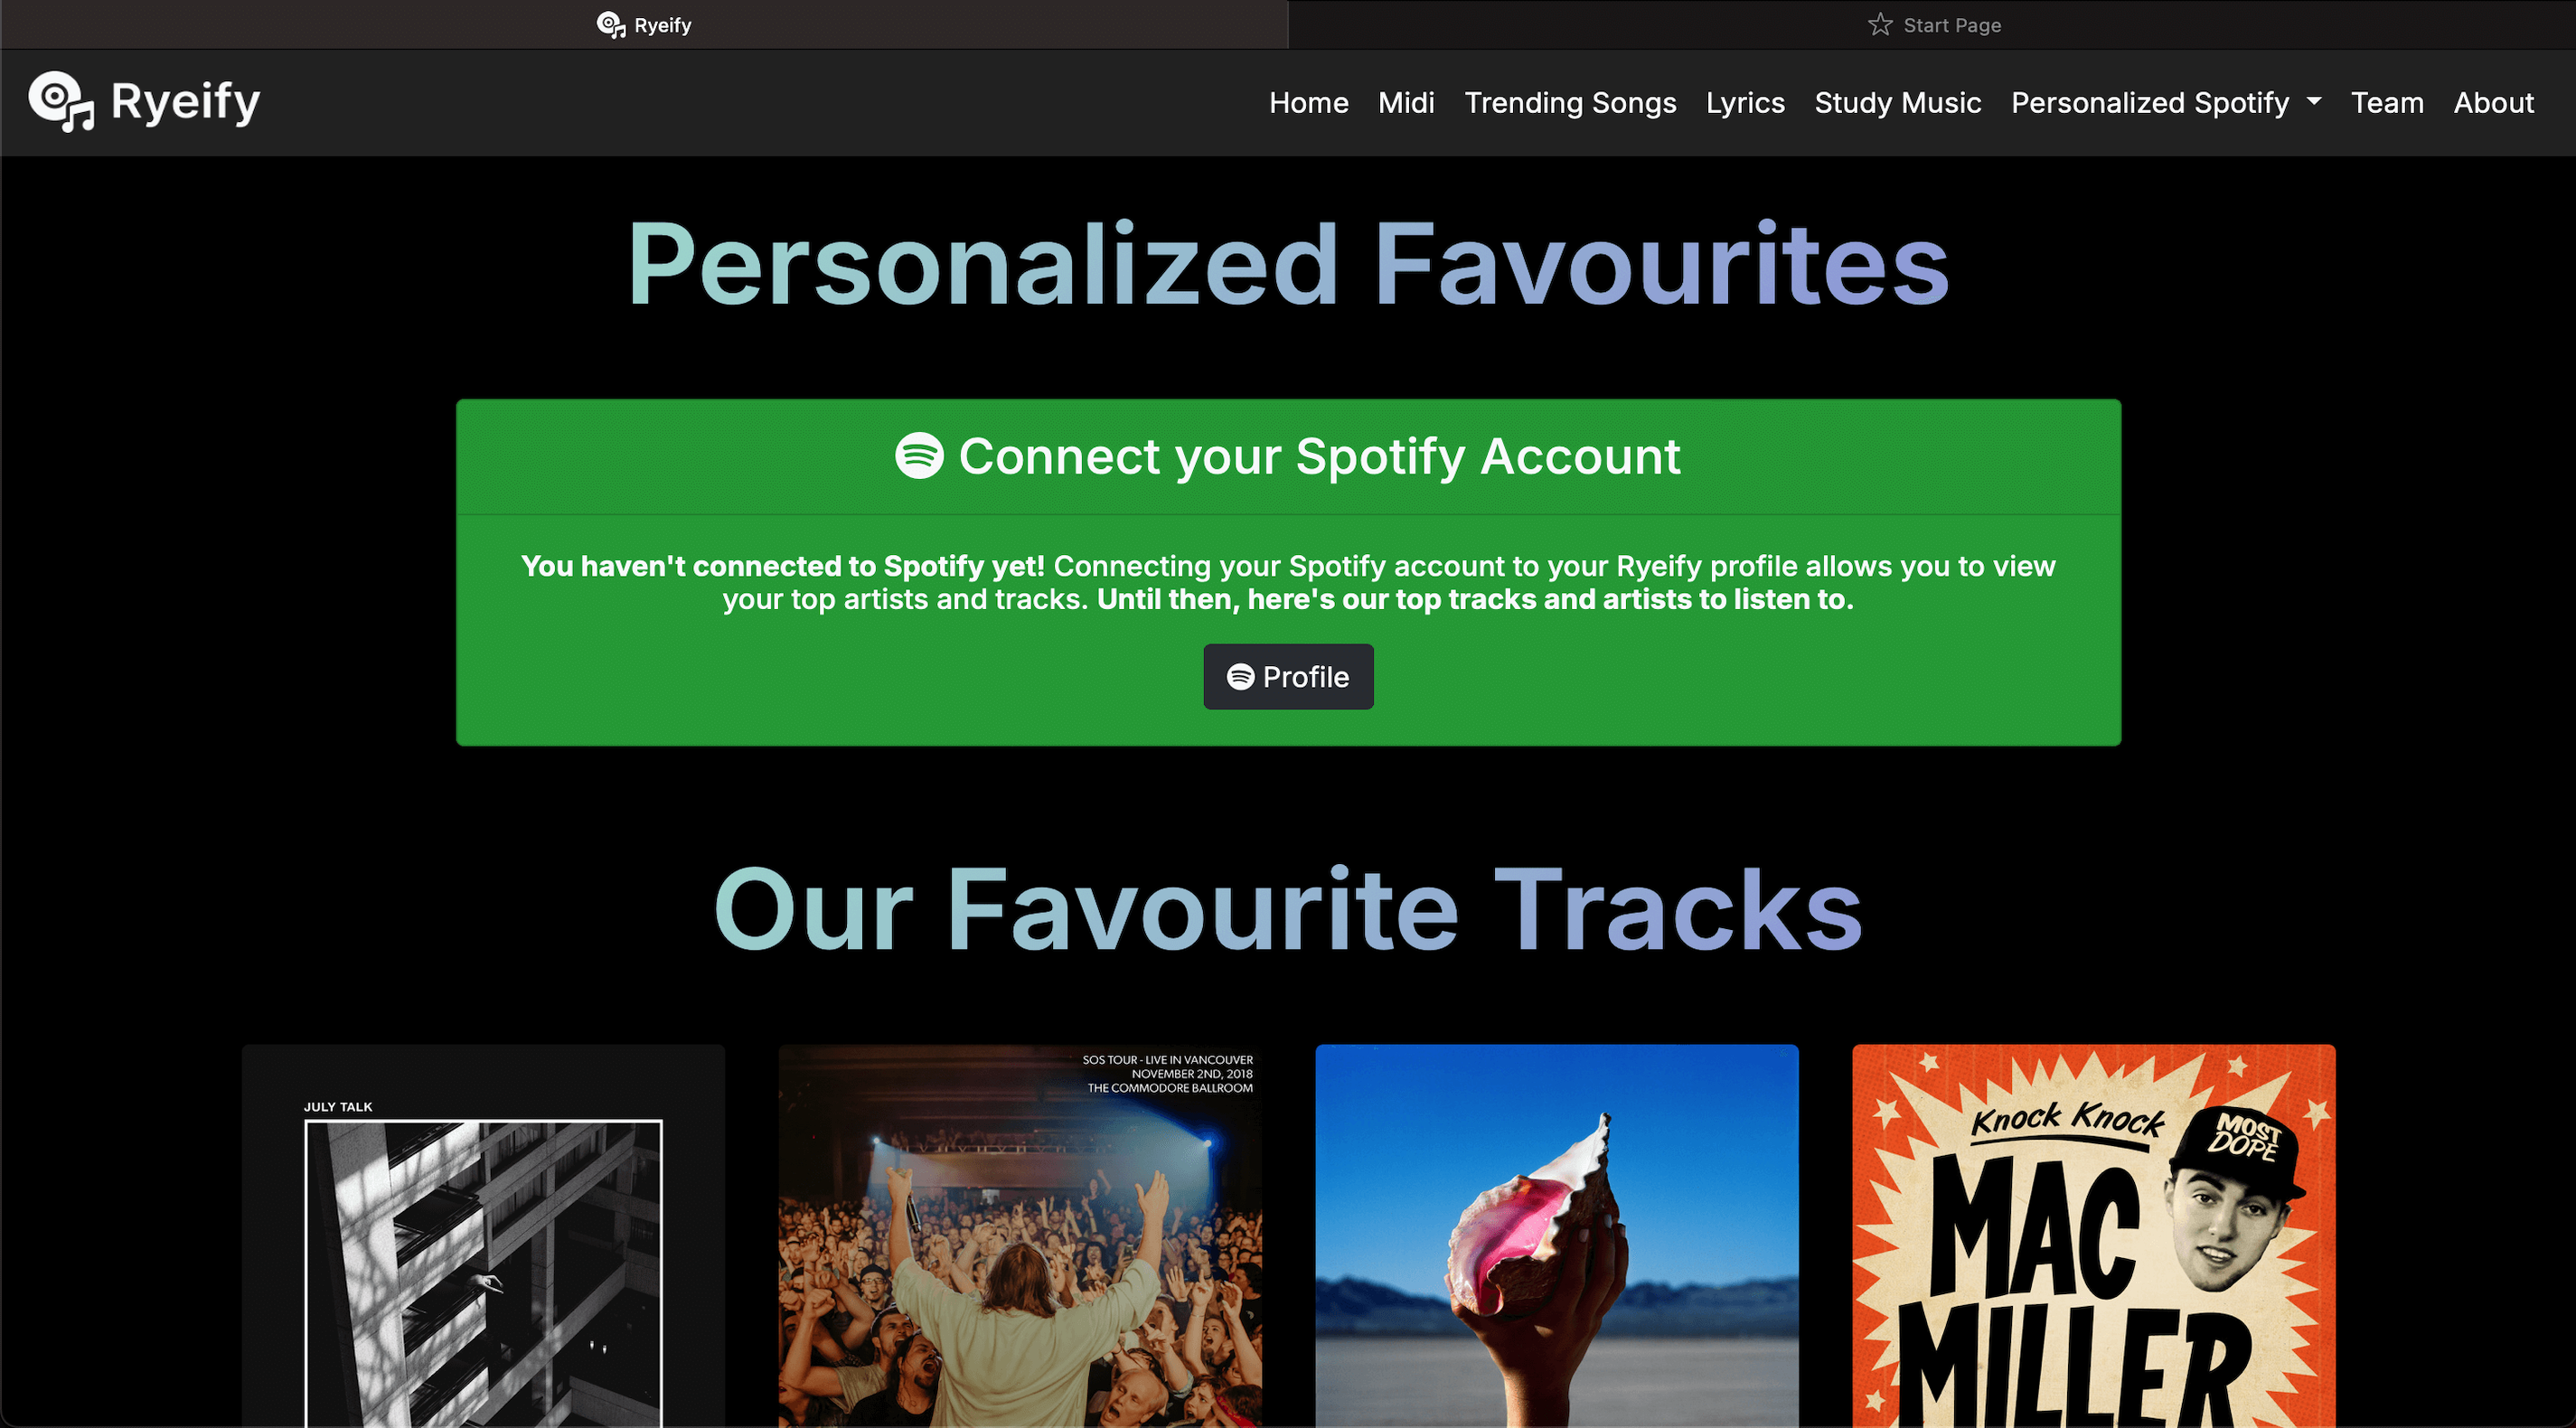 Ryeify
Start Page
Ryeify
Home Midi Trending Songs Lyrics Study Music Personalized Spotify Team About
Personalized Favourites
Connect your Spotify Account
You haven't connected to Spotify yet! Connecting your Spotify account to your Ryeify profile allows you to view
your top artists and tracks. Until then, here's our top tracks and artists to listen to.
Profile
Our Favourite Tracks
JULY TALK
SOS TOUR - LIVE IN VANCOUVER
NOVEMBER 2ND, 2018
THE COMMODORE BALLROOM
Knock Knock
MOST
DOPE
MAC
MILLER